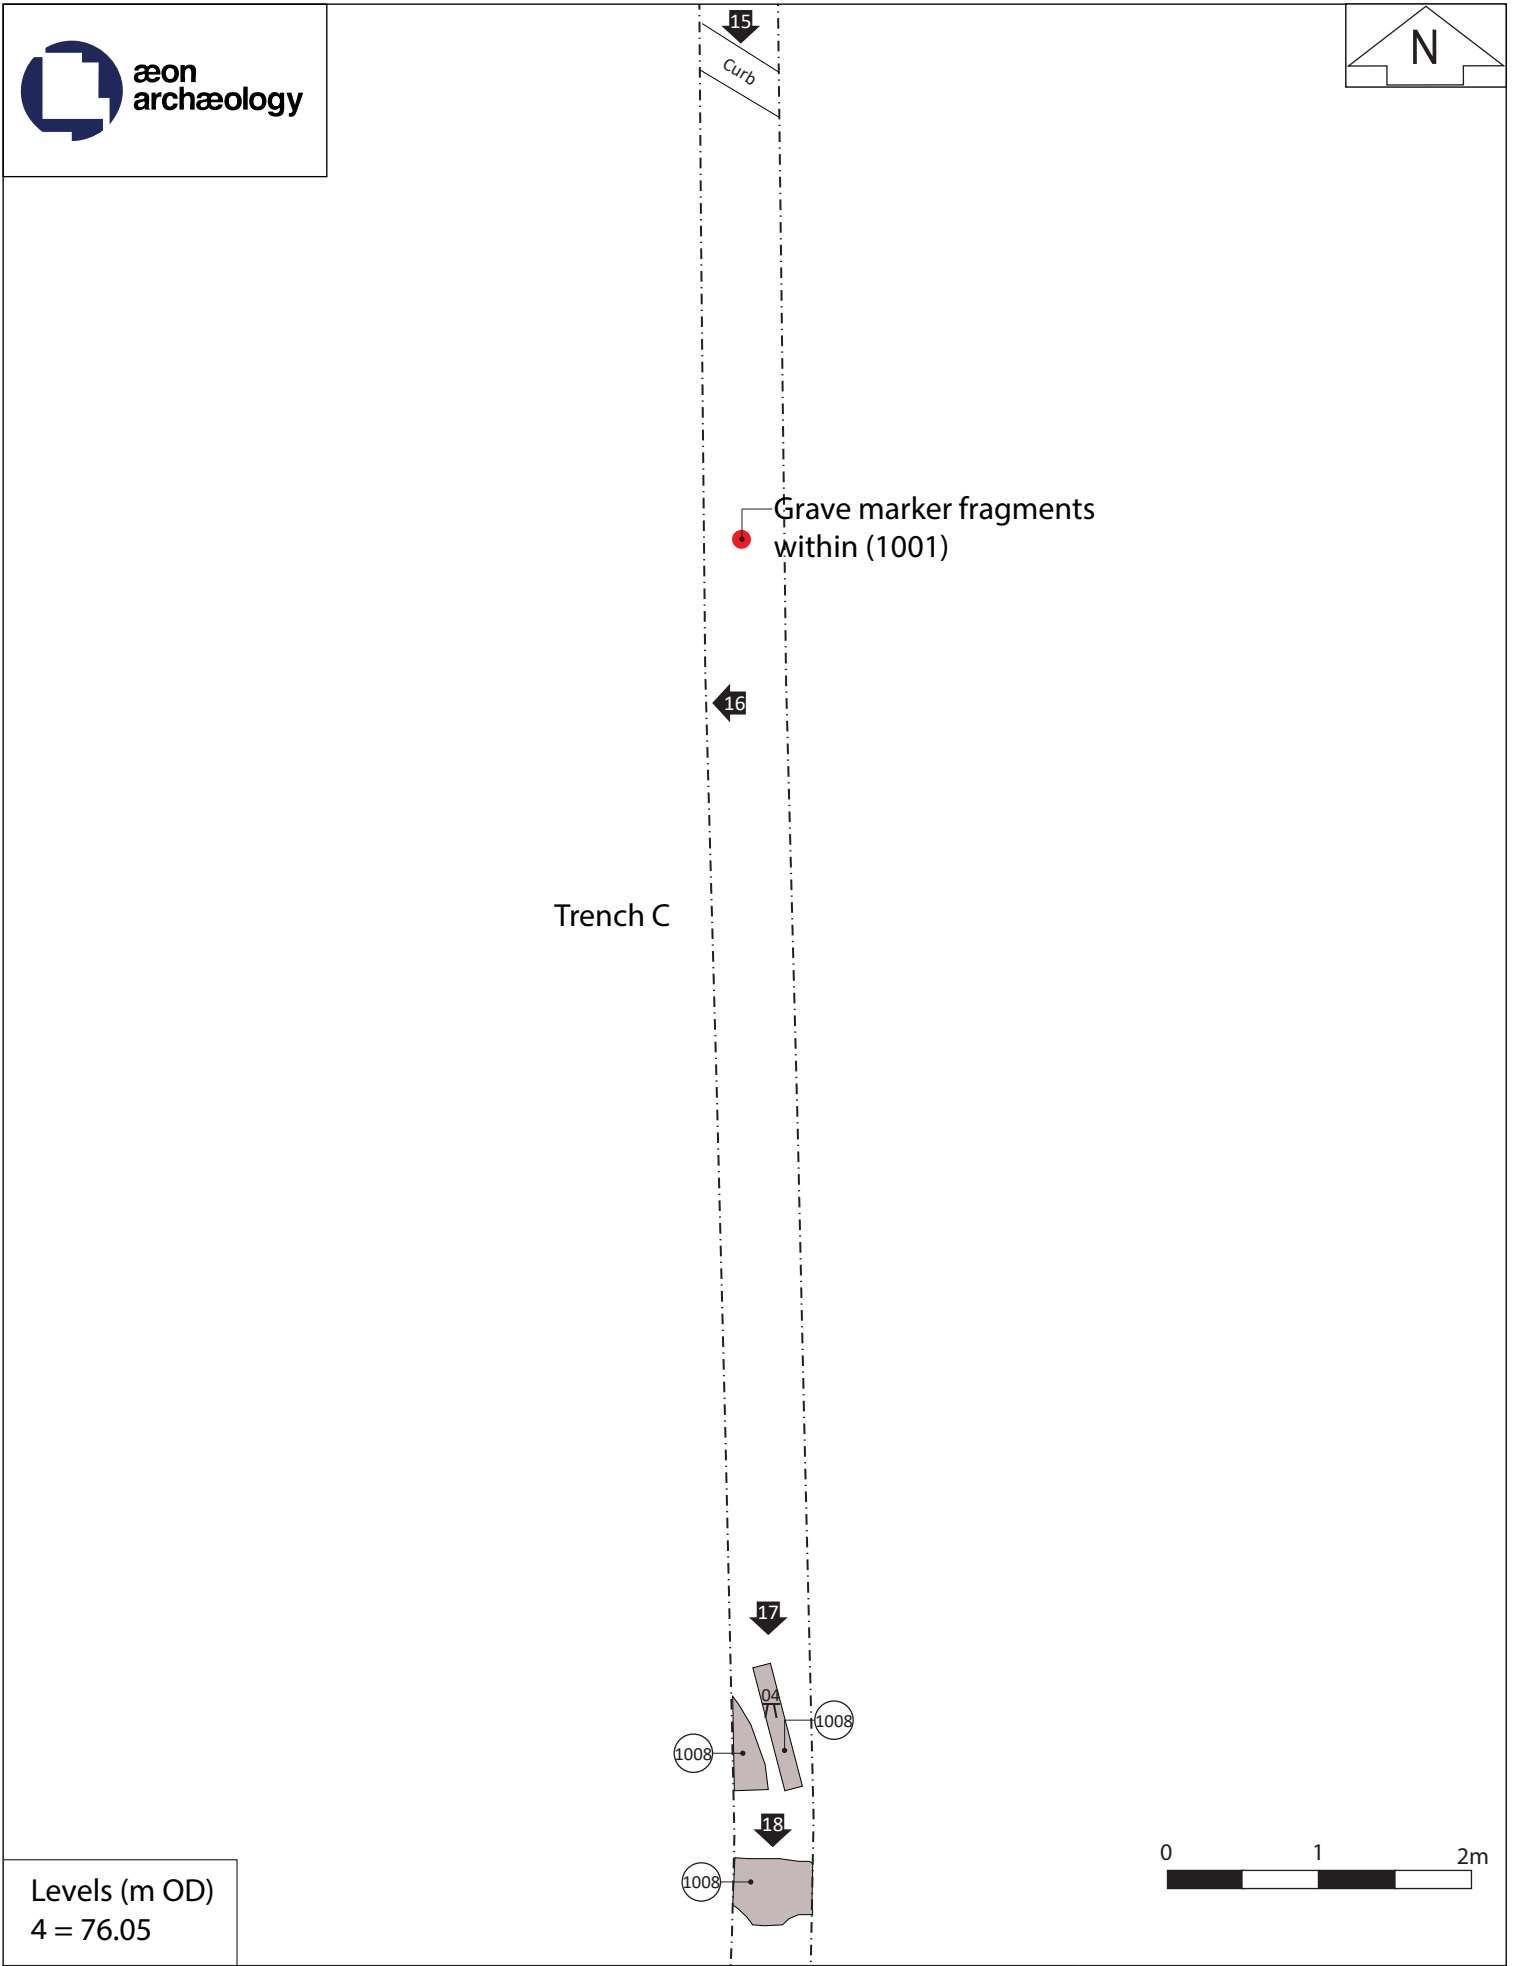 æon
archæology
15
Curb
N
Grave marker fragments
within (1001)
16
Trench C
17
04
1008
1008
18
1008
0 1 2m
Levels (m OD)
4 = 76.05